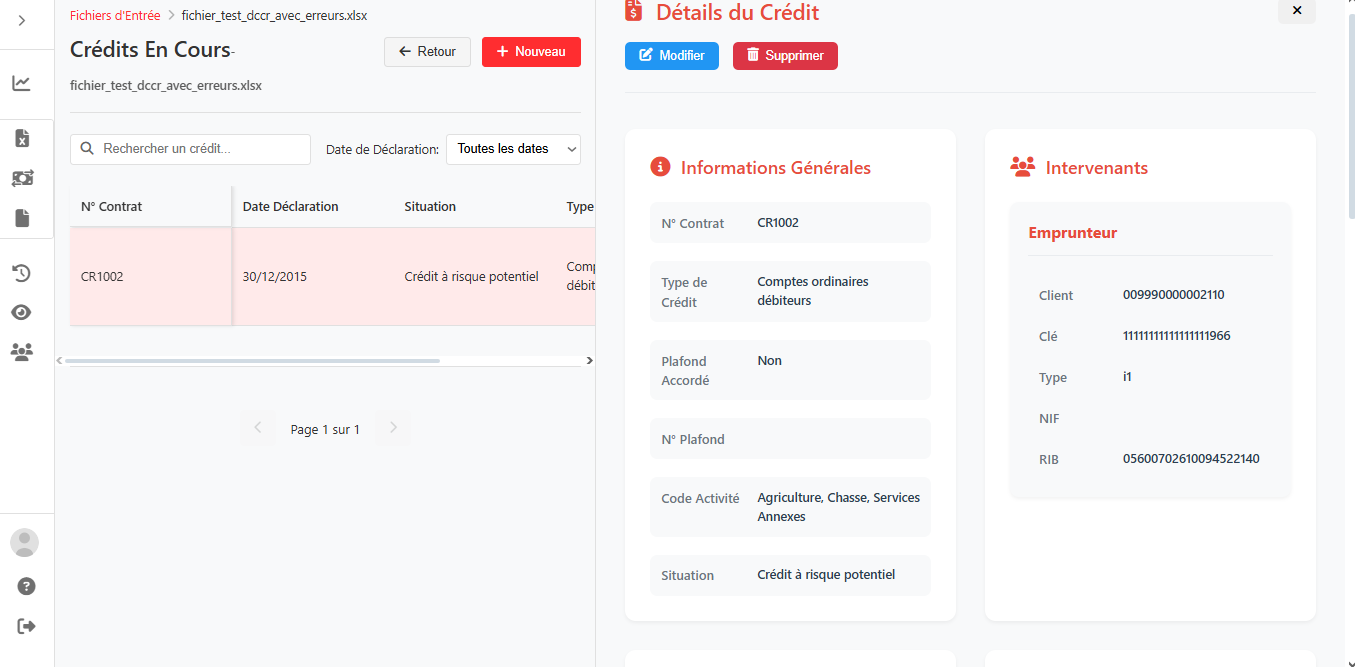 Fichiers d'Entrée > fichier_test_dccr_avec_erreurs.xlsx
Crédits En Cours-
Retour
Nouveau
fichier_test_dccr_avec_erreurs.xlsx
Rechercher un crédit...
Date de Déclaration:
Toutes les dates
N° Contrat
Date Déclaration
Situation
Type
CR1002
30/12/2015
Crédit à risque potentiel
Comp
débit
Page 1 sur 1
Détails du Crédit
Modifier
Supprimer
Informations Générales
N° Contrat
CR1002
Type de
Crédit
Comptes ordinaires
débiteurs
Plafond
Accordé
Non
N° Plafond
Code Activité
Agriculture, Chasse, Services
Annexes
Situation
Crédit à risque potentiel
Intervenants
Emprunteur
Client
009990000002110
Clé
11111111111111111966
Type
i1
NIF
RIB
05600702610094522140